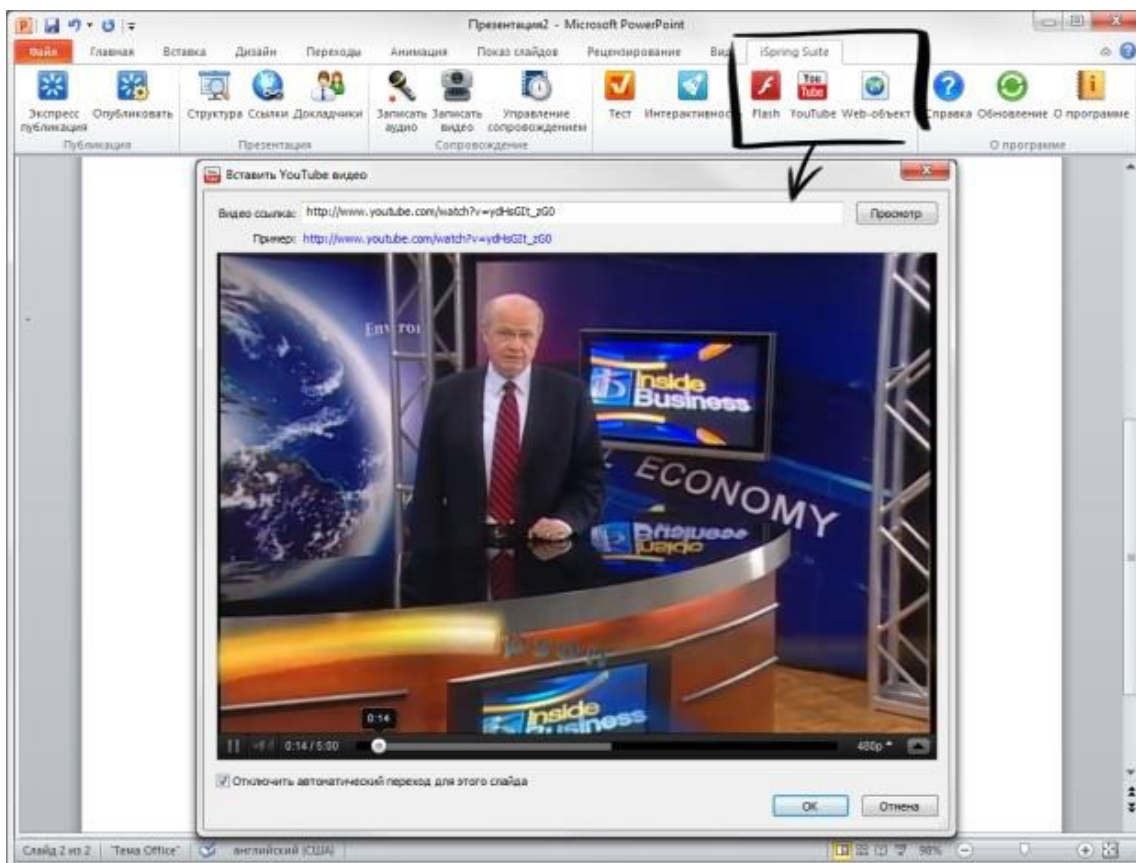 Презентация2 - Microsoft PowerPoint
Файл Главная Вставка Дизайн Переходы Анимация Показ слайдов Рецензирование Вид iSpring Suite
Экспресс публикация Опубликовать Структура Ссылки Докладчики Записать аудио Записать видео Управление сопровождением Тест Интерактивность Flash YouTube Web-объект Справка Обновление О программе
Публикация Презентация Сопровождение О программе
Вставить YouTube видео
Видео ссылка: http://www.youtube.com/watch?v=ydHsGIt_zG0 Просмотр
Пример: http://www.youtube.com/watch?v=ydHsGIt_zG0
Inside
Business
ECONOMY
Inside
Business
0:14
0:14 / 5:00 480p
Отключить автоматический переход для этого слайда
OK Отмена
Слайд 2 из 2 "Тема Office" английский (США) 98%